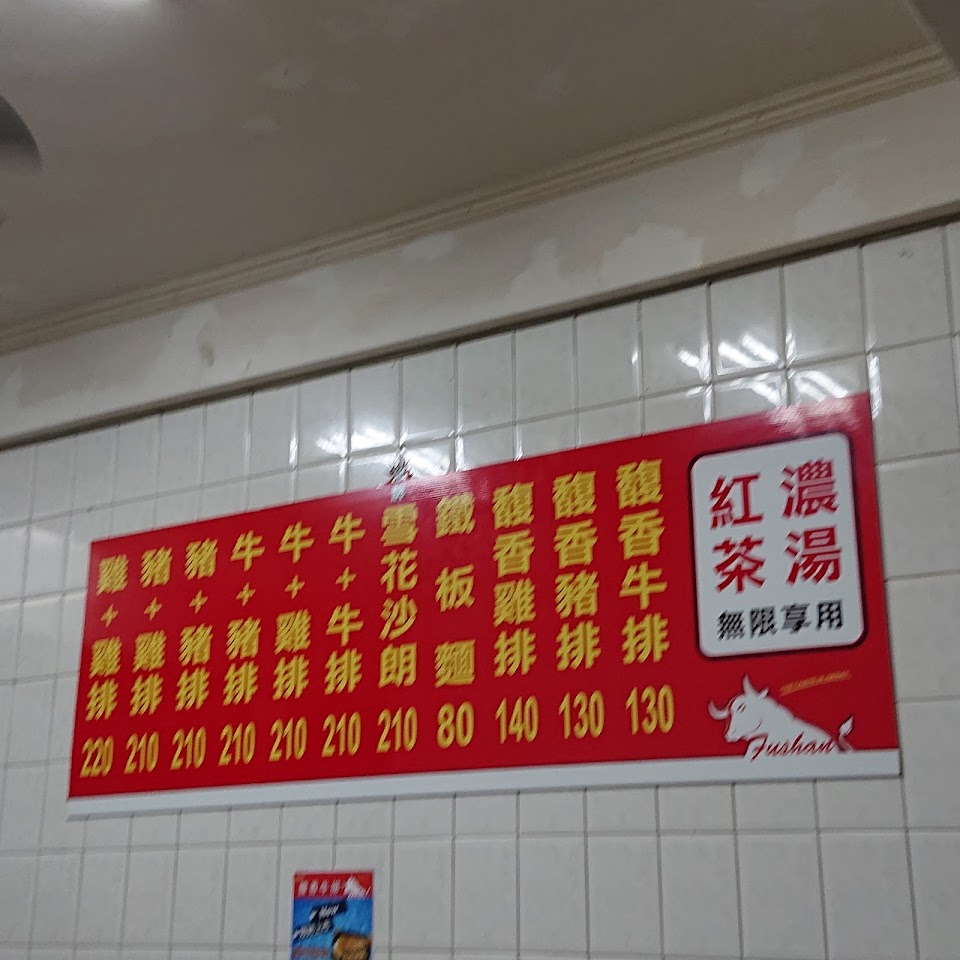 濃湯
紅茶
無限享用
Fushan
馥香牛排 130
馥香豬排 130
馥香雞排 140
鐵板麵 80
雪花沙朗 210
牛+牛排 210
牛+雞排 210
牛+豬排 210
豬+豬排 210
豬+雞排 210
雞+雞排 220
New